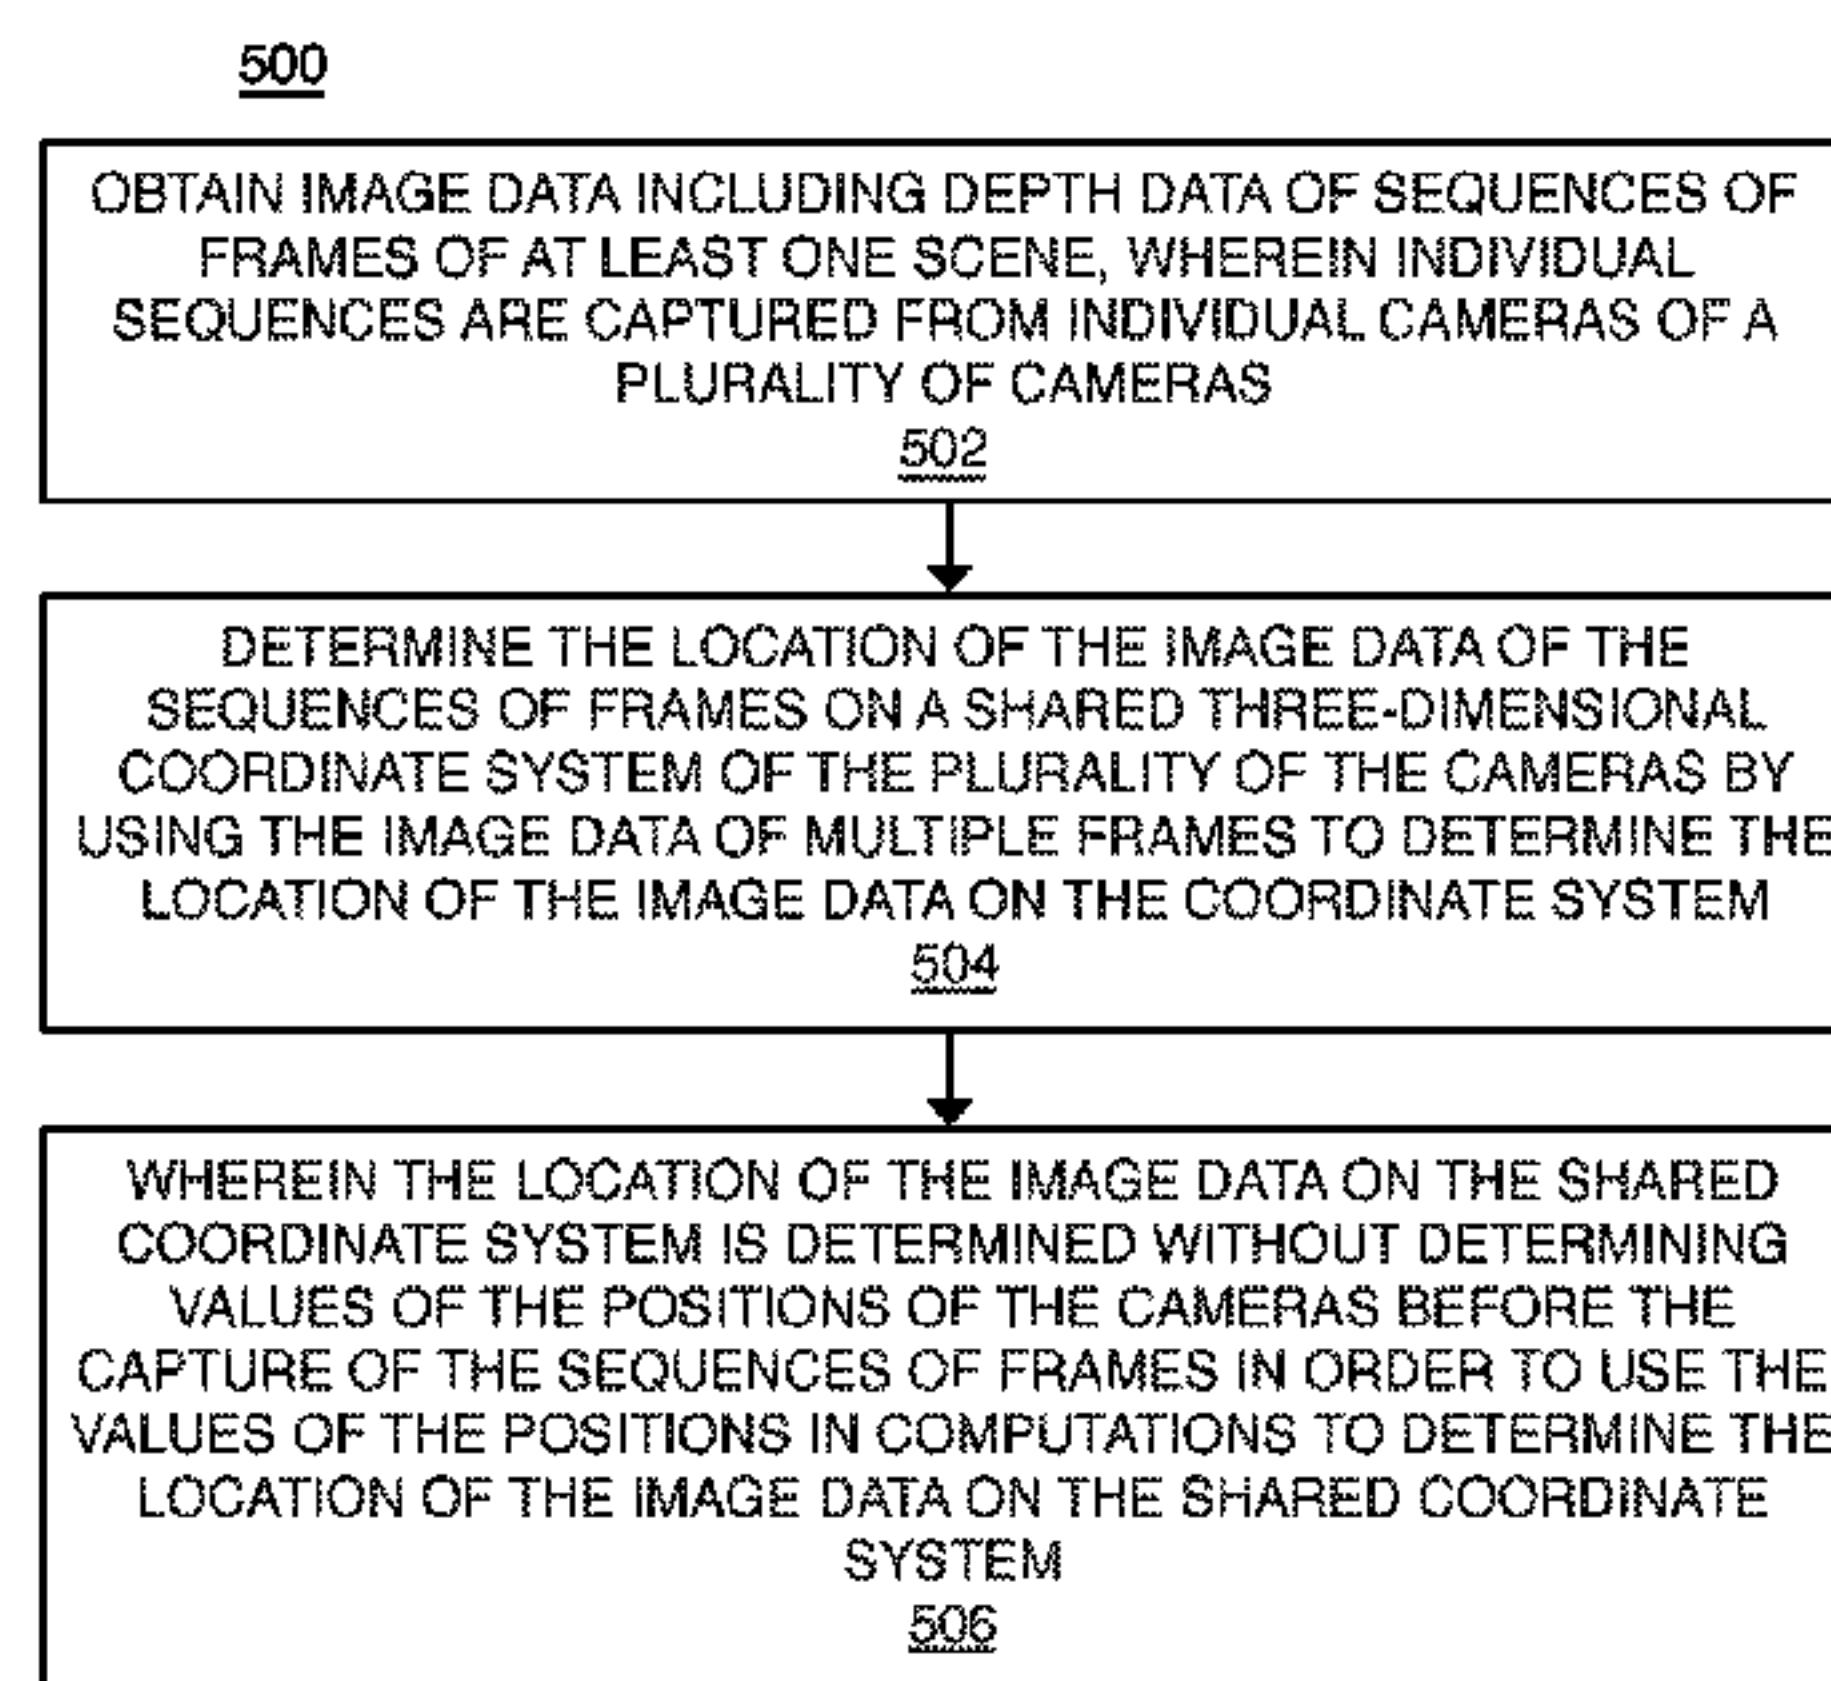 500
OBTAIN IMAGE DATA INCLUDING DEPTH DATA OF SEQUENCES OF
FRAMES OF AT LEAST ONE SCENE, WHEREIN INDIVIDUAL
SEQUENCES ARE CAPTURED FROM INDIVIDUAL CAMERAS OF A
PLURALITY OF CAMERAS
502
DETERMINE THE LOCATION OF THE IMAGE DATA OF THE
SEQUENCES OF FRAMES ON A SHARED THREE-DIMENSIONAL
COORDINATE SYSTEM OF THE PLURALITY OF THE CAMERAS BY
USING THE IMAGE DATA OF MULTIPLE FRAMES TO DETERMINE THE
LOCATION OF THE IMAGE DATA ON THE COORDINATE SYSTEM
504
WHEREIN THE LOCATION OF THE IMAGE DATA ON THE SHARED
COORDINATE SYSTEM IS DETERMINED WITHOUT DETERMINING
VALUES OF THE POSITIONS OF THE CAMERAS BEFORE THE
CAPTURE OF THE SEQUENCES OF FRAMES IN ORDER TO USE THE
VALUES OF THE POSITIONS IN COMPUTATIONS TO DETERMINE THE
LOCATION OF THE IMAGE DATA ON THE SHARED COORDINATE
SYSTEM
506